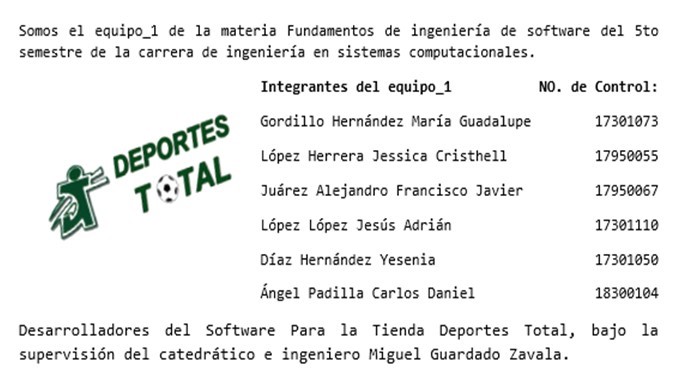 Somos el equipo_1 de la materia Fundamentos de ingeniería de software del 5to
semestre de la carrera de ingeniería en sistemas computacionales.
Integrantes del equipo_1 NO. de Control:
Gordillo Hernández María Guadalupe 17301073
López Herrera Jessica Cristhell 17950055
Juárez Alejandro Francisco Javier 17950067
López López Jesús Adrián 17301110
Díaz Hernández Yesenia 17301050
Ángel Padilla Carlos Daniel 18300104
DEPORTES
TOTAL
Desarrolladores del Software Para la Tienda Deportes Total, bajo la
supervisión del catedrático e ingeniero Miguel Guardado Zavala.